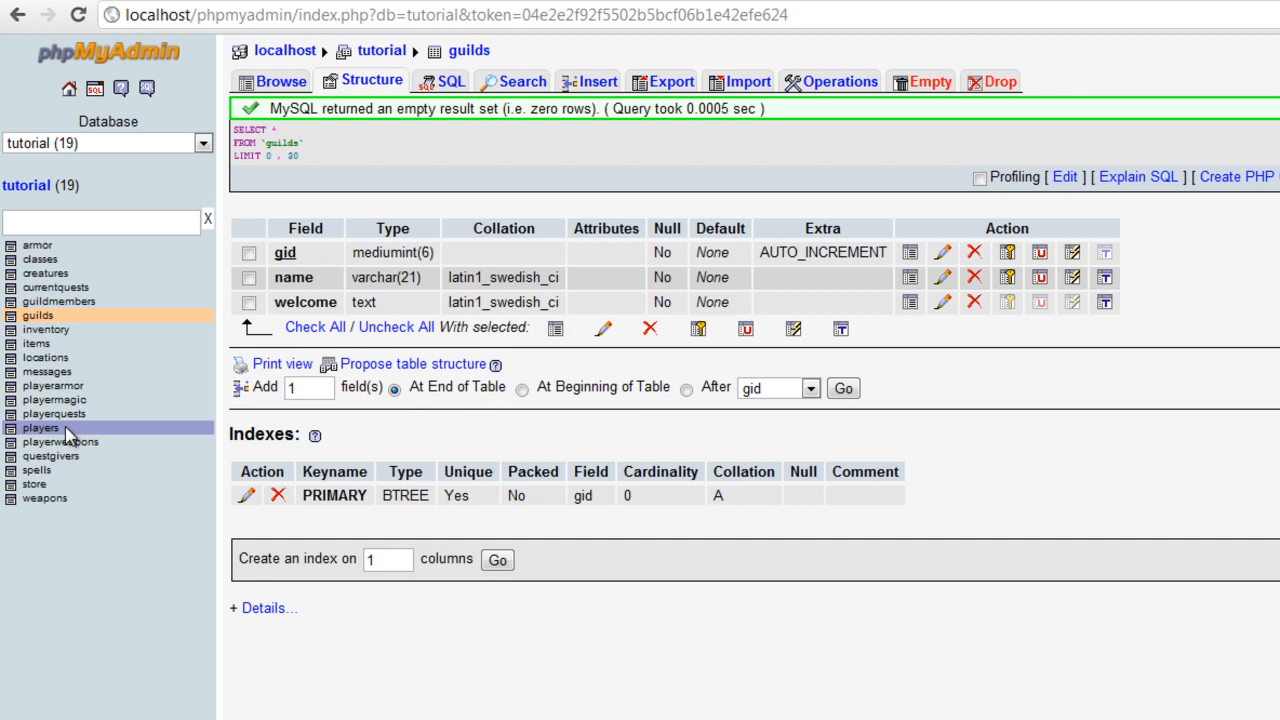 localhost/phpmyadmin/index.php?db=tutorial&token=04e2e2f92f5502b5bcf06b1e42efe624
phpMyAdmin
SQL
Database
tutorial (19)
tutorial (19)
X
armor
classes
creatures
currentquests
guildmembers
guilds
inventory
items
locations
messages
playerarmor
playermagic
playerquests
players
playerweapons
questgivers
spells
store
weapons
localhost tutorial guilds
Browse Structure SQL Search Insert Export Import Operations Empty Drop
MySQL returned an empty result set (i.e. zero rows). ( Query took 0.0005 sec )
SELECT *
FROM `guilds`
LIMIT 0 , 30
Profiling [ Edit ] [ Explain SQL ] [ Create PHP
Field Type Collation Attributes Null Default Extra Action
gid mediumint(6) No None AUTO_INCREMENT
name varchar(21) latin1_swedish_ci No None
welcome text latin1_swedish_ci No None
Check All / Uncheck All With selected:
Print view Propose table structure
Add 1 field(s) At End of Table At Beginning of Table After gid Go
Indexes:
Action Keyname Type Unique Packed Field Cardinality Collation Null Comment
PRIMARY BTREE Yes No gid 0 A
Create an index on 1 columns Go
+ Details...